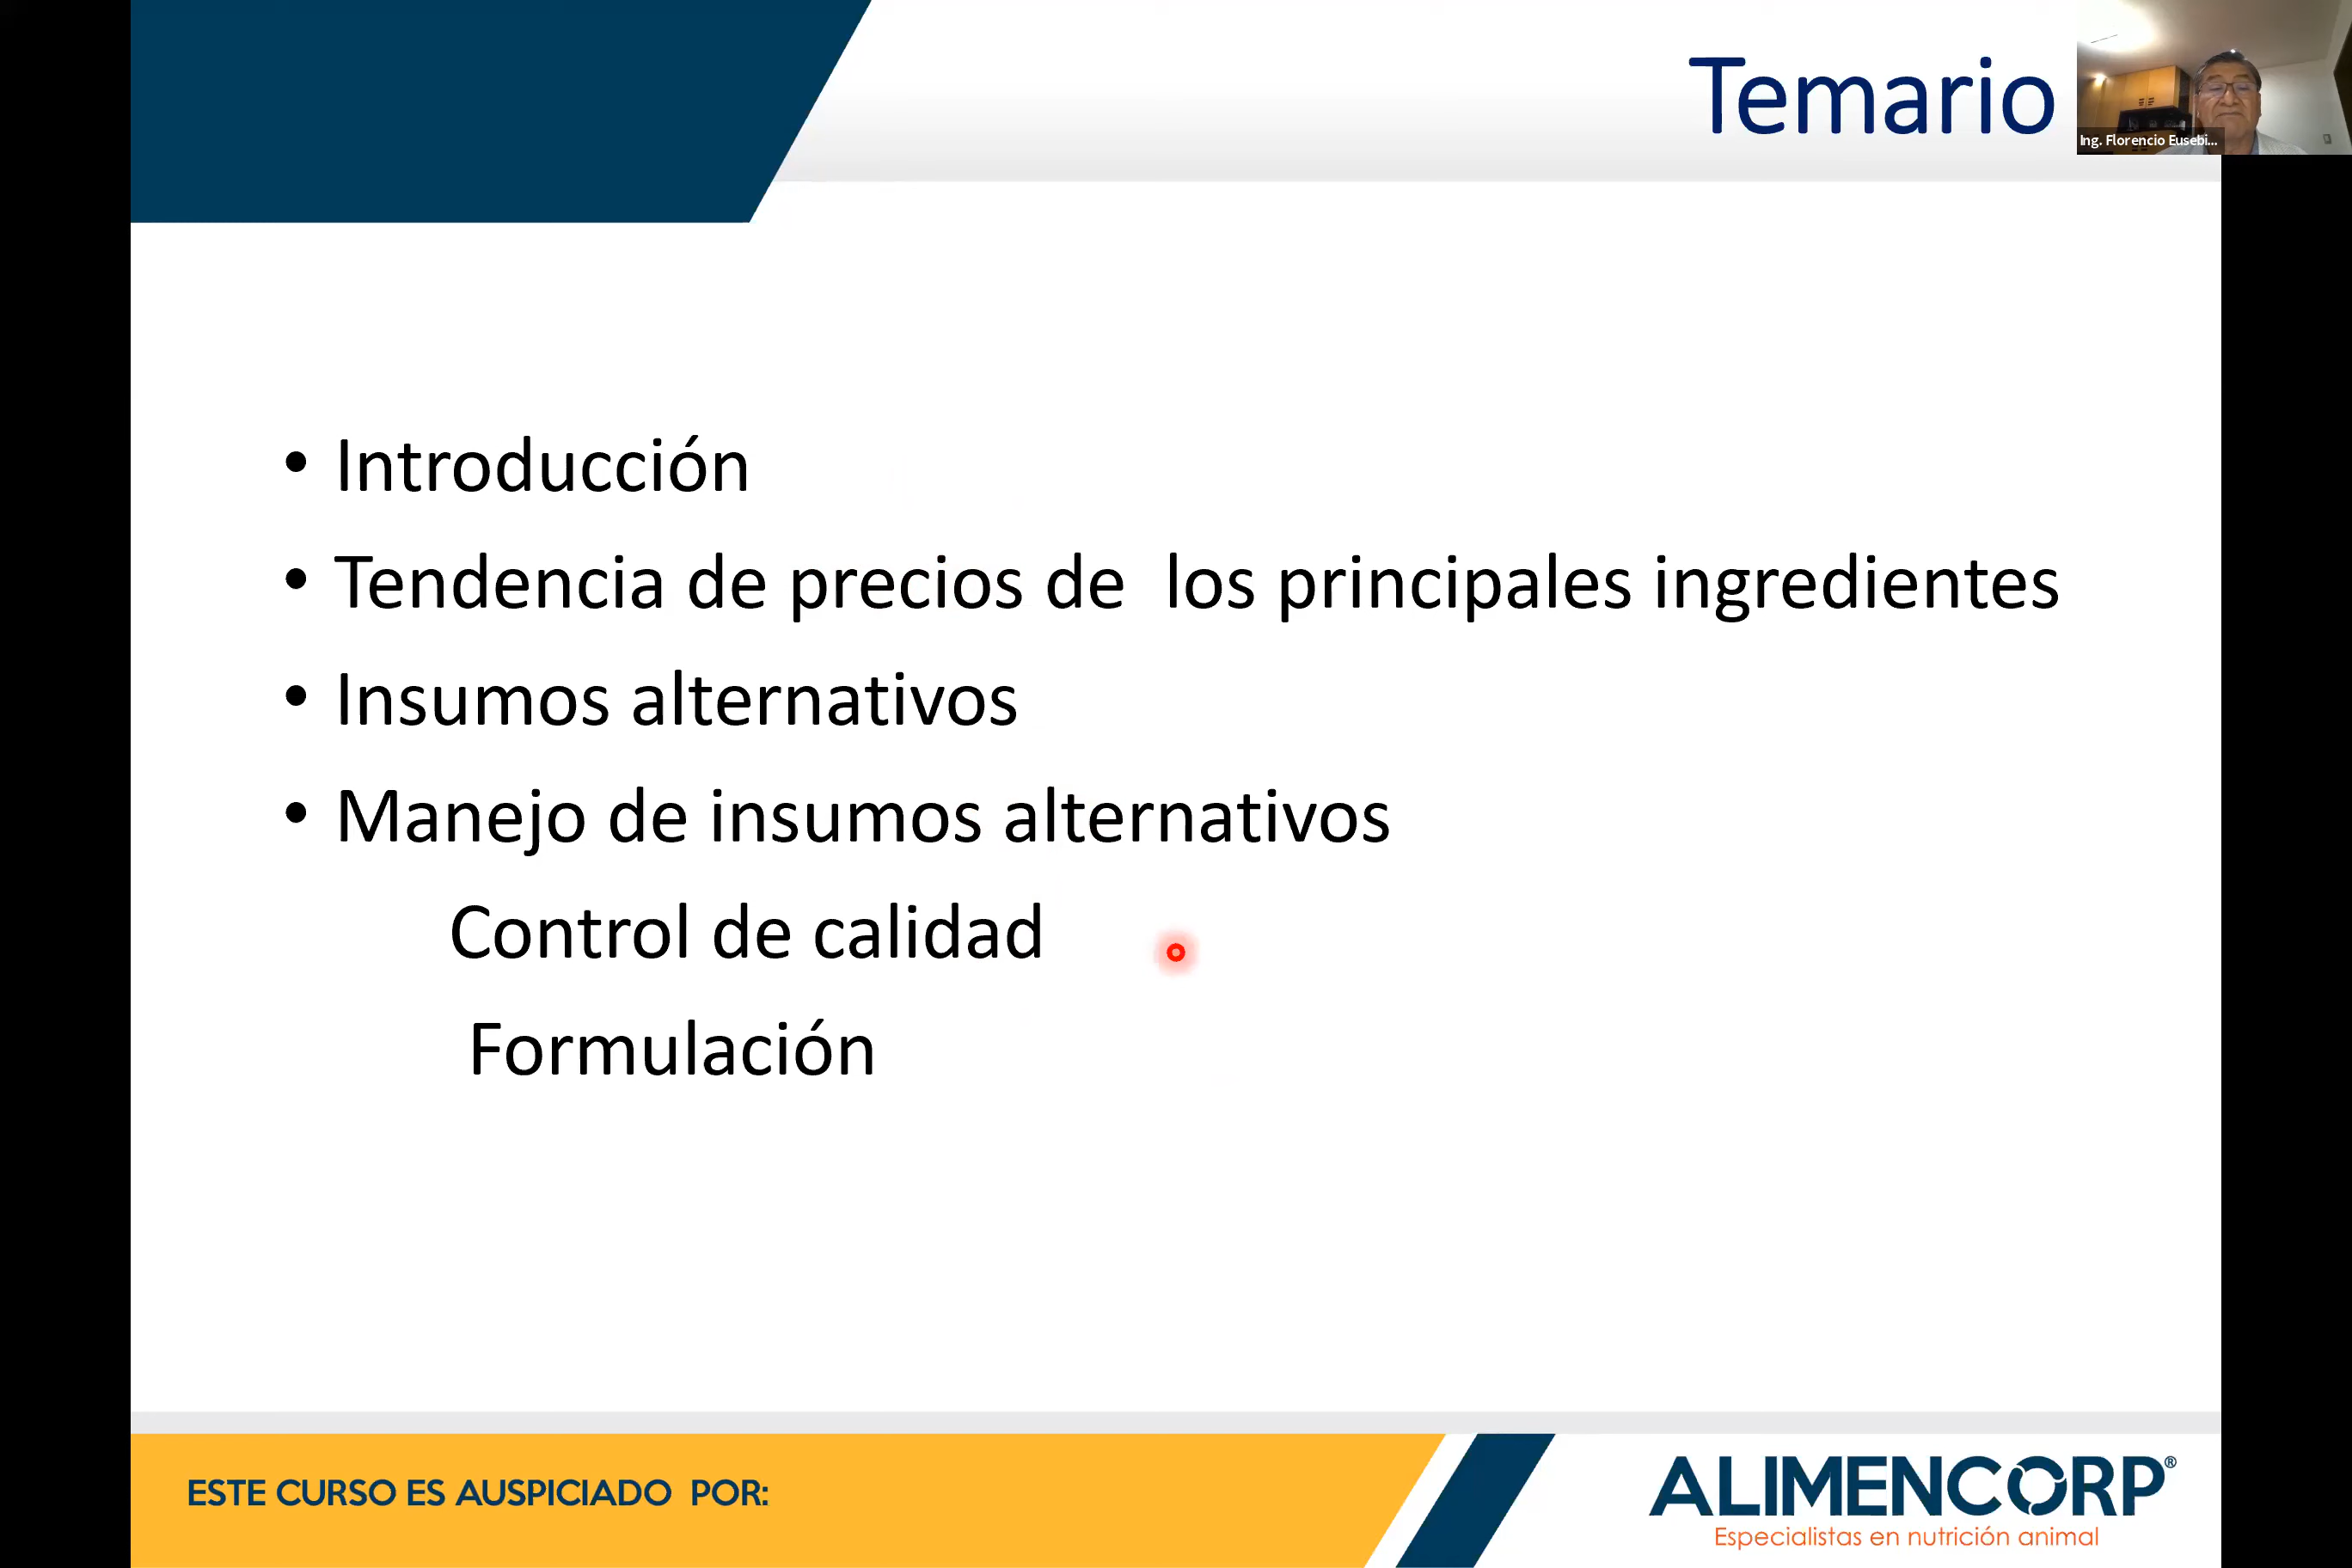 Temario
Ing. Florencio Eusebi...
• Introducción
• Tendencia de precios de los principales ingredientes
• Insumos alternativos
• Manejo de insumos alternativos
Control de calidad
Formulación
ESTE CURSO ES AUSPICIADO POR:
ALIMENCORP®
Especialistas en nutrición animal